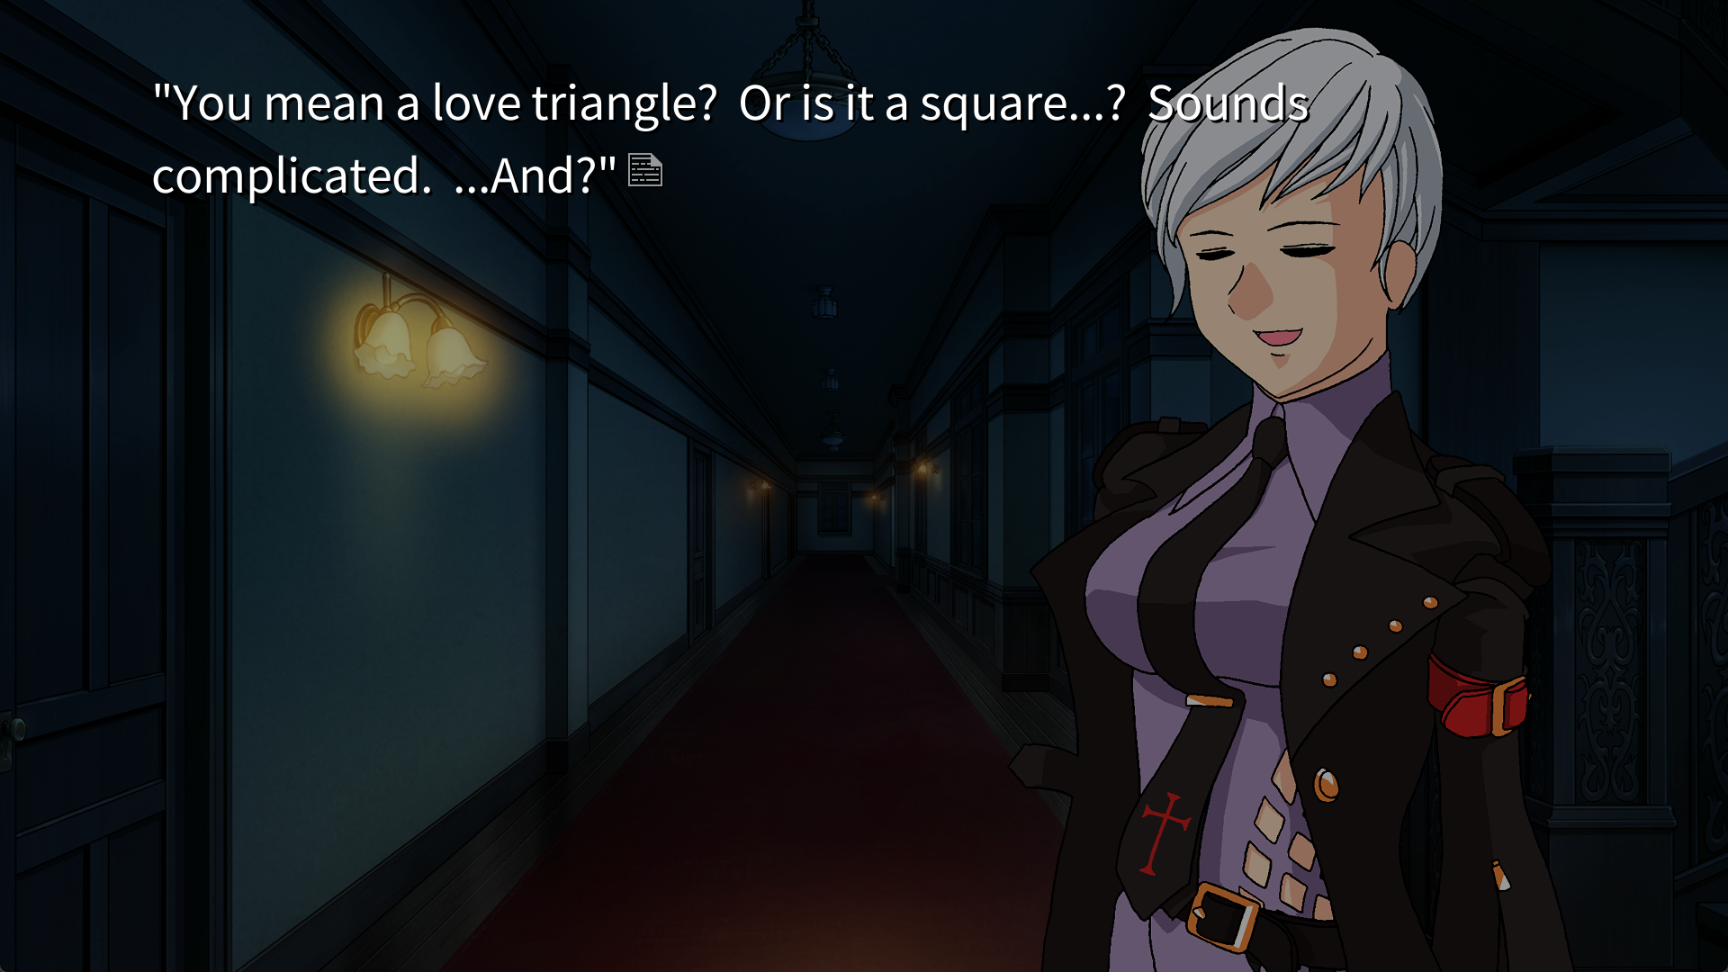 "You mean a love triangle?  Or is it a square...?  Sounds
complicated.  ...And?"